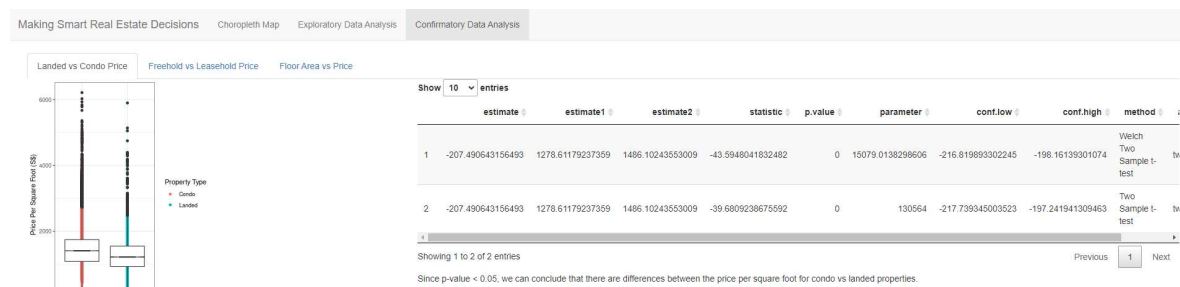 Making Smart Real Estate Decisions Choropleth Map Exploratory Data Analysis Confirmatory Data Analysis
Landed vs Condo Price Freehold vs Leasehold Price Floor Area vs Price
Price Per Square Foot (S$)
6000
4000
2000
Property Type
Condo
Landed
Show 10 entries
estimate estimate1 estimate2 statistic p.value parameter conf.low conf.high method
1 -207.490643156493 1278.61179237359 1486.10243553009 -43.5948041832482 0 15079.0138298606 -216.819893302245 -198.16139301074 Welch
Two
Sample t-
test
2 -207.490643156493 1278.61179237359 1486.10243553009 -39.6809238675592 0 130564 -217.739345003523 -197.241941309463 Two
Sample t-
test
Showing 1 to 2 of 2 entries
Previous 1 Next
Since p-value < 0.05, we can conclude that there are differences between the price per square foot for condo vs landed properties.